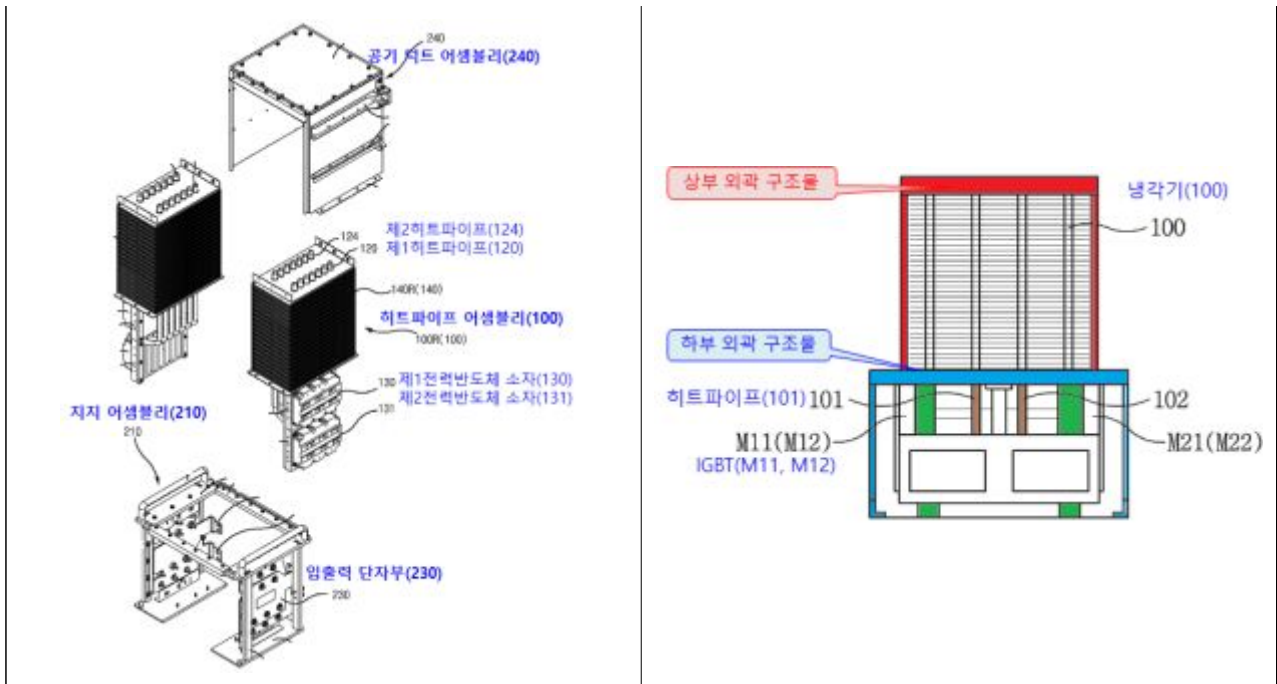 240
공기 덕트 어셈블리(240)
124
제2히트파이프(124)
120
제1히트파이프(120)
140R(140)
히트파이프 어셈블리(100)
100R(100)
130
제1전력반도체 소자(130)
제2전력반도체 소자(131)
131
지지 어셈블리(210)
210
입출력 단자부(230)
230
상부 외곽 구조물
냉각기(100)
100
하부 외곽 구조물
히트파이프(101) 101
102
M11(M12)
M21(M22)
IGBT(M11, M12)